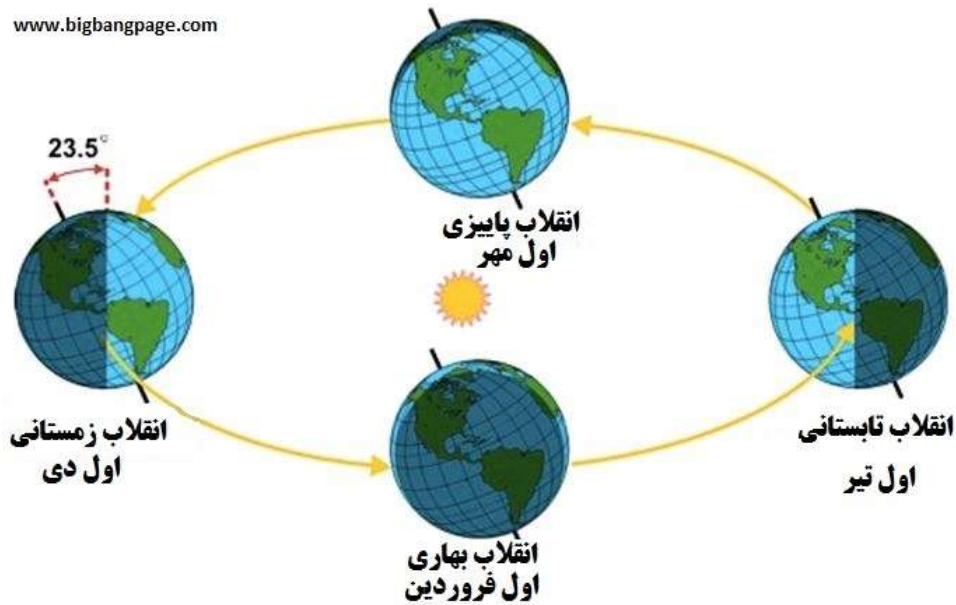 www.bigbangpage.com
انقلاب پاییزی
اول مهر
23.5°
انقلاب زمستانی
اول دی
انقلاب تابستانی
اول تیر
انقلاب بهاری
اول فروردین